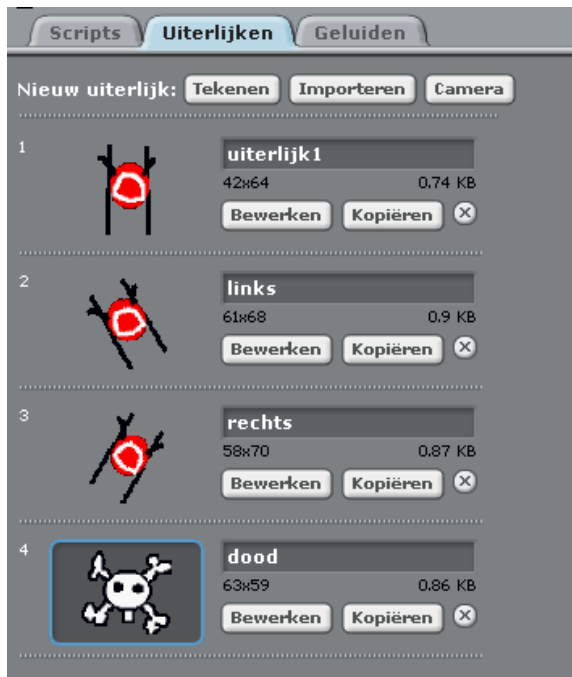 Scripts Uiterlijken Geluiden
Nieuw uiterlijk: Tekenen Importeren Camera
1
uiterlijk1
42x64 0.74 KB
Bewerken Kopiëren
2
links
61x68 0.9 KB
Bewerken Kopiëren
3
rechts
58x70 0.87 KB
Bewerken Kopiëren
4
dood
63x59 0.86 KB
Bewerken Kopiëren